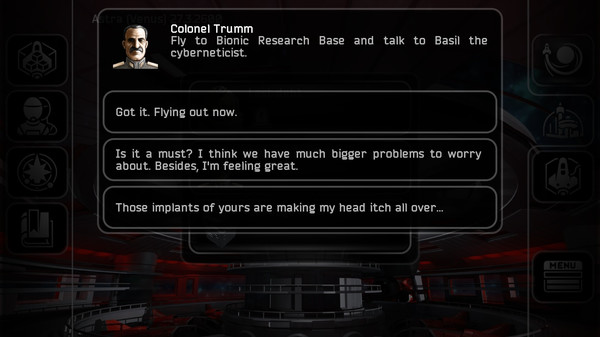 Astra (Venus)
Colonel Trumm
Fly to Bionic Research Base and talk to Basil the
cyberneticist.
Got it. Flying out now.
Is it a must? I think we have much bigger problems to worry
about. Besides, I'm feeling great.
Those implants of yours are making my head itch all over...
MENU